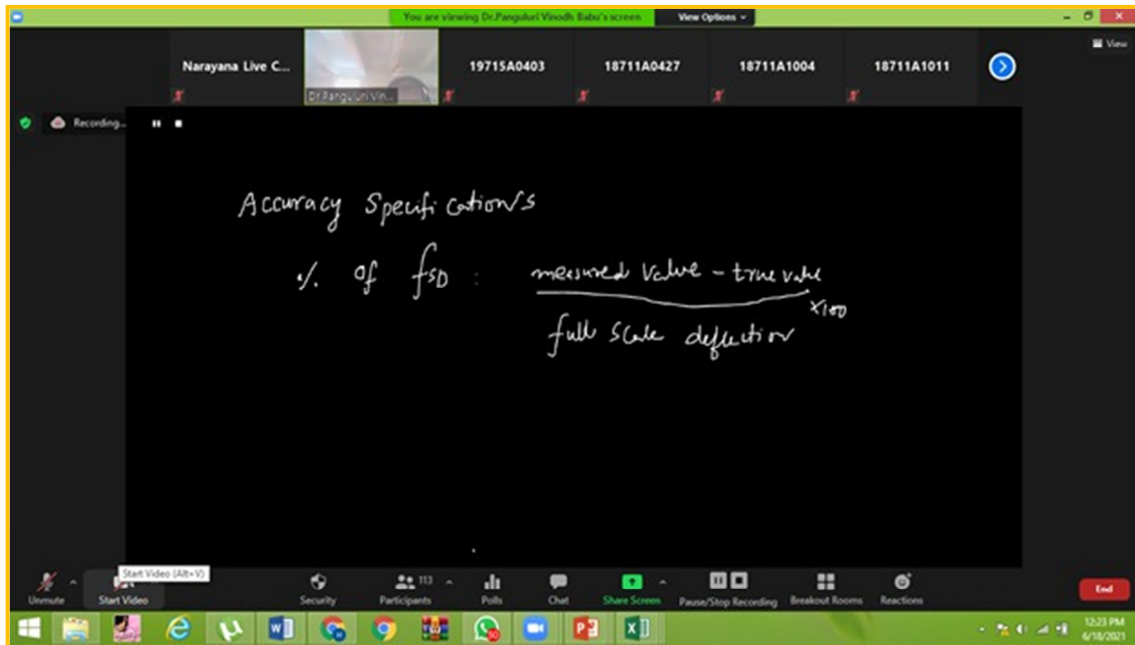 You are viewing Dr.Panguluri Vinodh Babu's screen View Options
View
Narayana Live C...
Dr.Panguluri Vin...
19715A0403
18711A0427
18711A1004
18711A1011
Recording...
Accuracy Specification's
% of fSD : measured value - true value
×100
full scale deflection
Start Video (Alt+V)
Unmute
Start Video
Security
113
Participants
Polls
Chat
Share Screen
Pause/Stop Recording
Breakout Rooms
Reactions
End
12:23 PM
6/18/2021